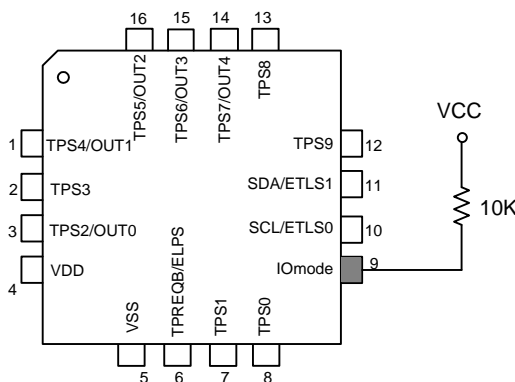 16 15 14 13
TPS5/OUT2
TPS6/OUT3
TPS7/OUT4
TPS8
1 TPS4/OUT1
2 TPS3
3 TPS2/OUT0
4 VDD
TPS9 12
SDA/ETLS1 11
SCL/ETLS0 10
IOmode 9
VCC
10K
VSS
TPREQB/ELPS
TPS1
TPS0
5 6 7 8